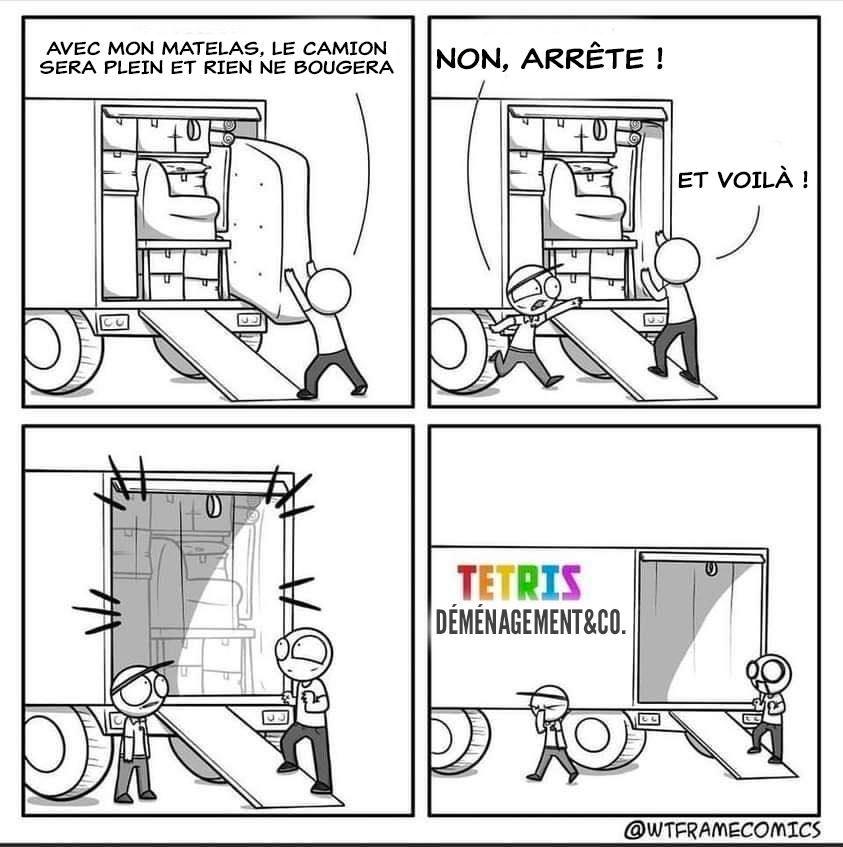 AVEC MON MATELAS, LE CAMION
SERA PLEIN ET RIEN NE BOUGERA
NON, ARRÊTE !
ET VOILÀ !
TETRIS
DÉMÉNAGEMENT&CO.
@WTFRAMECOMICS